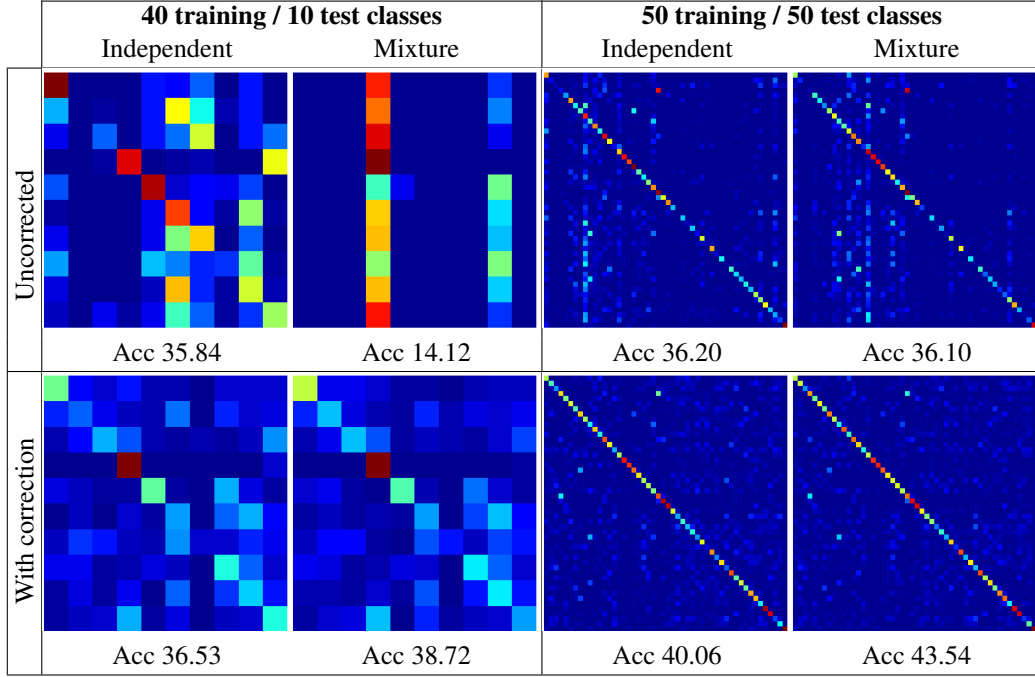 40 training / 10 test classes 50 training / 50 test classes
Independent Mixture Independent Mixture
Uncorrected
Acc 35.84 Acc 14.12 Acc 36.20 Acc 36.10
With correction
Acc 36.53 Acc 38.72 Acc 40.06 Acc 43.54